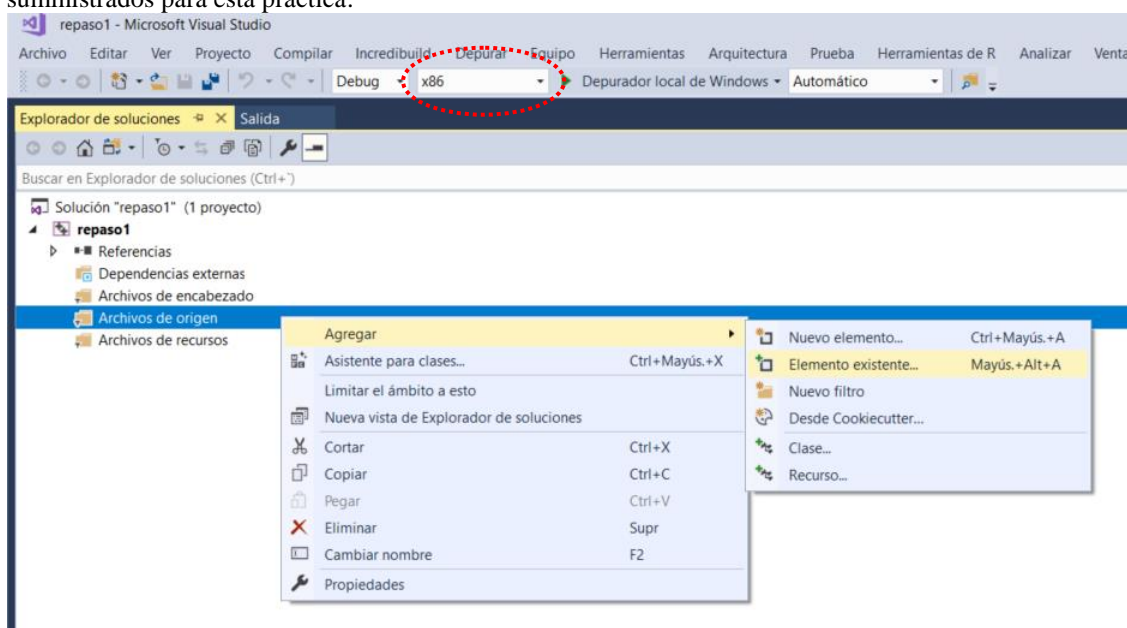 suministrados para esta práctica.
repaso1 - Microsoft Visual Studio
Archivo Editar Ver Proyecto Compilar Incredibuild Depurar Equipo Herramientas Arquitectura Prueba Herramientas de R Analizar Venta
Debug x86 Depurador local de Windows Automático
Explorador de soluciones Salida
Buscar en Explorador de soluciones (Ctrl+¨)
Solución "repaso1" (1 proyecto)
repaso1
Referencias
Dependencias externas
Archivos de encabezado
Archivos de origen
Archivos de recursos
Agregar
Asistente para clases... Ctrl+Mayús.+X
Limitar el ámbito a esto
Nueva vista de Explorador de soluciones
Cortar Ctrl+X
Copiar Ctrl+C
Pegar Ctrl+V
Eliminar Supr
Cambiar nombre F2
Propiedades
Nuevo elemento... Ctrl+Mayús.+A
Elemento existente... Mayús.+Alt+A
Nuevo filtro
Desde Cookiecutter...
Clase...
Recurso...